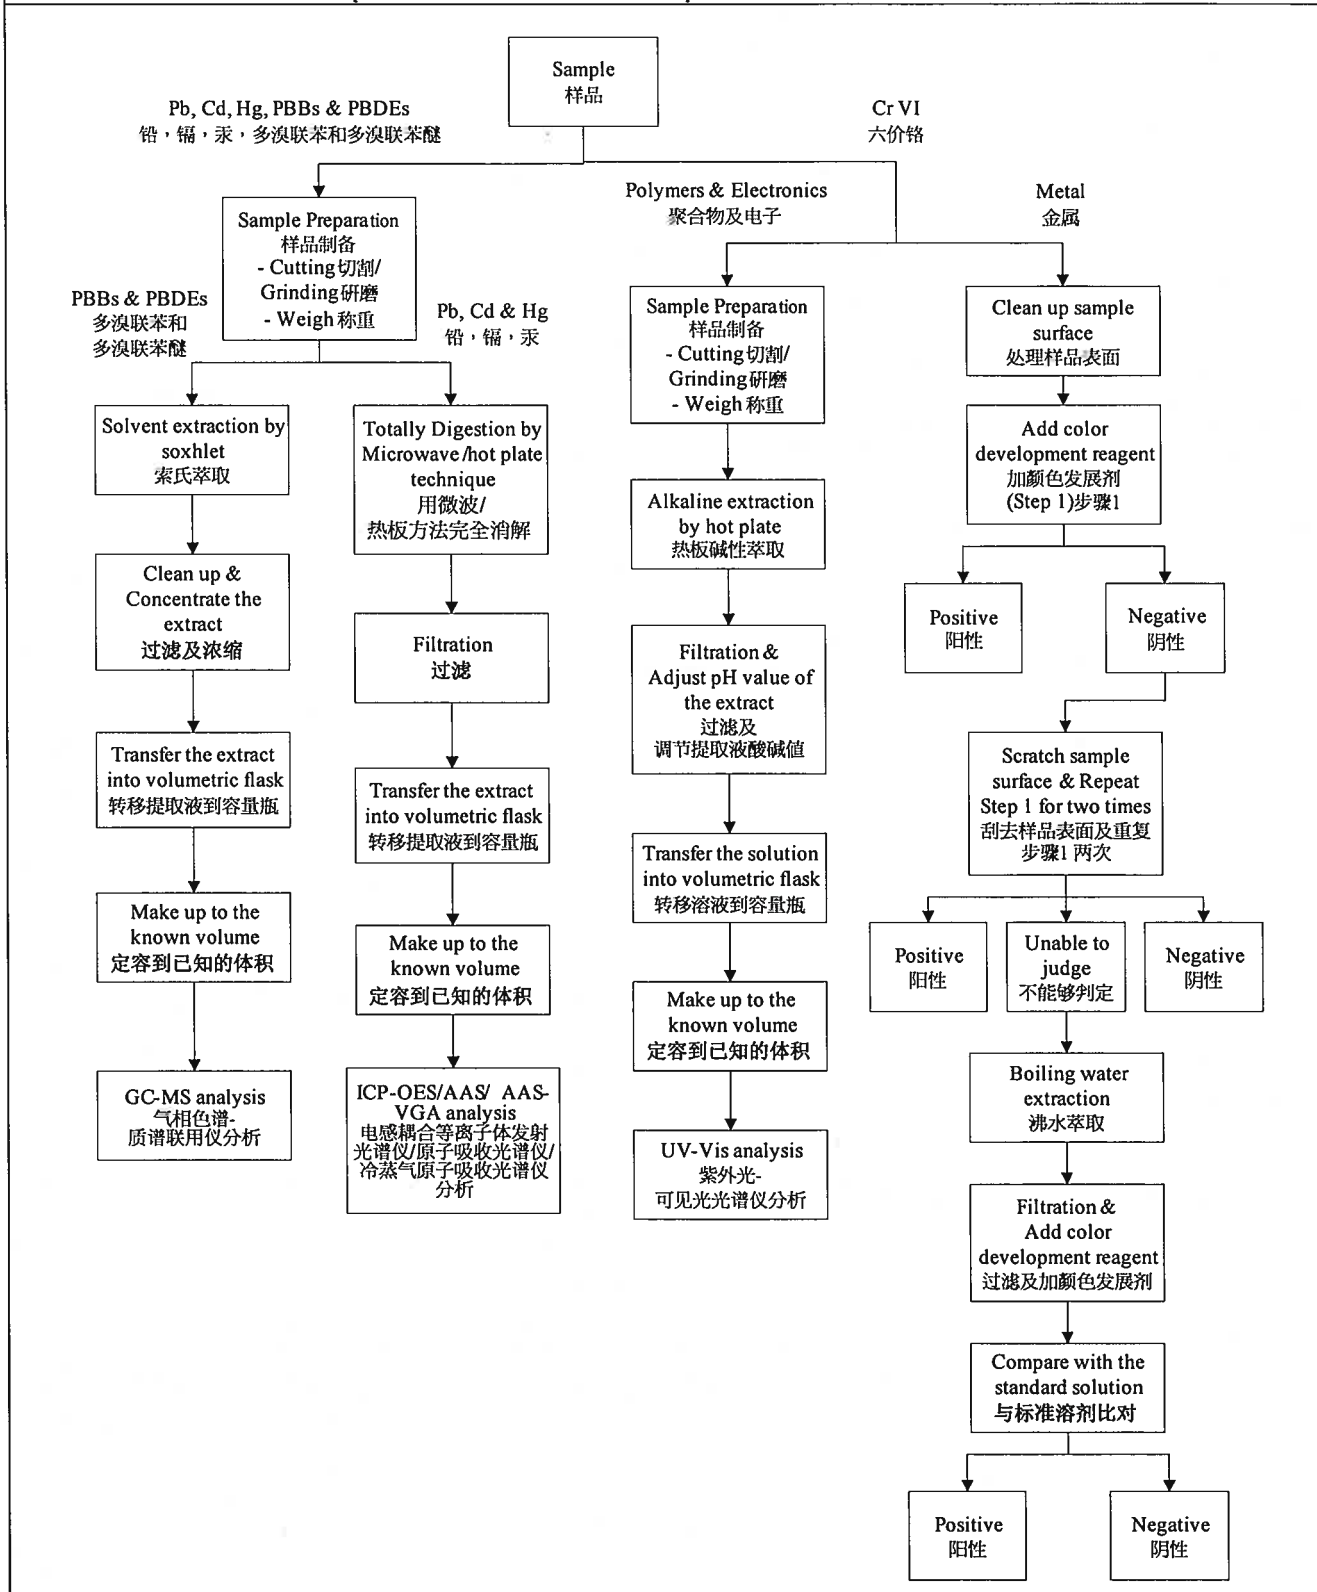 Sample
样品
Pb, Cd, Hg, PBBs & PBDEs
铅，镉，汞，多溴联苯和多溴联苯醚
Cr VI
六价铬
Sample Preparation
样品制备
- Cutting切割/
Grinding研磨
- Weigh 称重
PBBs & PBDEs
多溴联苯和
多溴联苯醚
Pb, Cd & Hg
铅，镉，汞
Solvent extraction by
soxhlet
索氏萃取
Clean up &
Concentrate the
extract
过滤及浓缩
Transfer the extract
into volumetric flask
转移提取液到容量瓶
Make up to the
known volume
定容到已知的体积
GC-MS analysis
气相色谱-
质谱联用仪分析
Totally Digestion by
Microwave /hot plate
technique
用微波/
热板方法完全消解
Filtration
过滤
Transfer the extract
into volumetric flask
转移提取液到容量瓶
Make up to the
known volume
定容到已知的体积
ICP-OES/AAS/ AAS-
VGA analysis
电感耦合等离子体发射
光谱仪/原子吸收光谱仪/
冷蒸气原子吸收光谱仪
分析
Polymers & Electronics
聚合物及电子
Sample Preparation
样品制备
- Cutting切割/
Grinding研磨
- Weigh 称重
Alkaline extraction
by hot plate
热板碱性萃取
Filtration &
Adjust pH value of
the extract
过滤及
调节提取液酸碱值
Transfer the solution
into volumetric flask
转移溶液到容量瓶
Make up to the
known volume
定容到已知的体积
UV-Vis analysis
紫外光-
可见光光谱仪分析
Metal
金属
Clean up sample
surface
处理样品表面
Add color
development reagent
加颜色发展剂
(Step 1)步骤1
Positive
阳性
Negative
阴性
Scratch sample
surface & Repeat
Step 1 for two times
刮去样品表面及重复
步骤1 两次
Positive
阳性
Unable to
judge
不能够判定
Negative
阴性
Boiling water
extraction
沸水萃取
Filtration &
Add color
development reagent
过滤及加颜色发展剂
Compare with the
standard solution
与标准溶剂比对
Positive
阳性
Negative
阴性